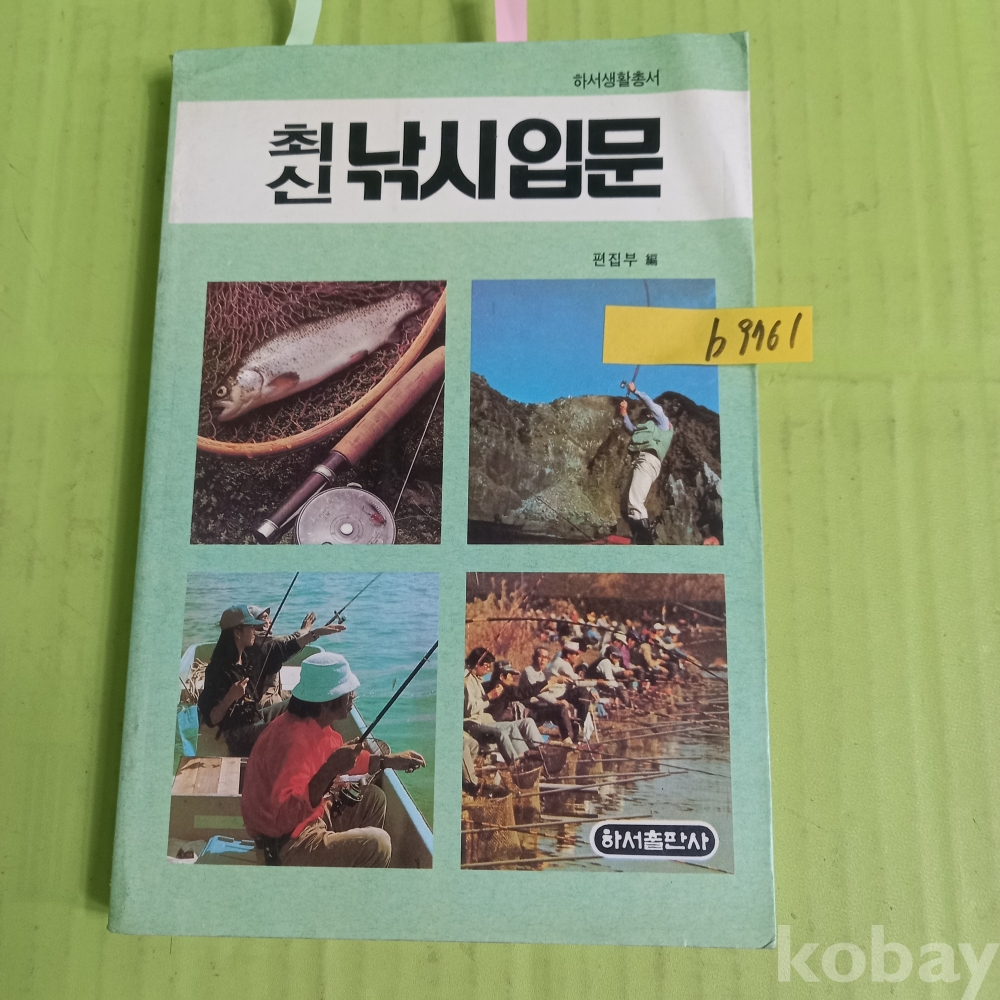 하서생활총서
최신 낚시입문
편집부 編
b9761
하서출판사
kobay